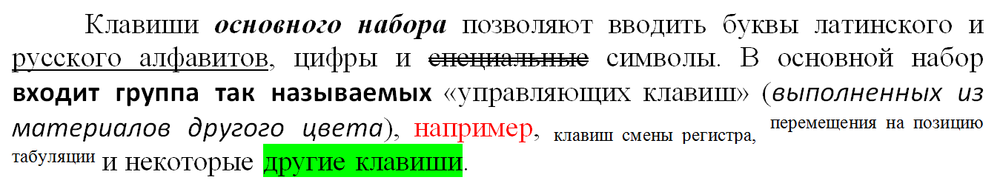 Клавиши основного набора позволяют вводить буквы латинского и
русского алфавитов, цифры и специальные символы. В основной набор
входит группа так называемых «управляющих клавиш» (выполненных из
материалов другого цвета), например, клавиш смены регистра, перемещения на позицию
табуляции и некоторые другие клавиши.